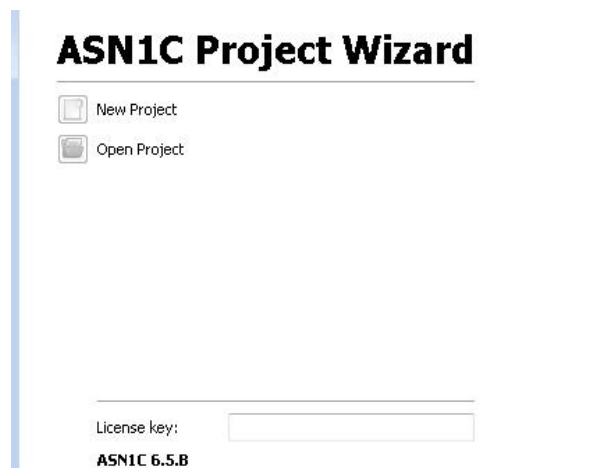 ASN1C Project Wizard
New Project
Open Project
License key:
ASN1C 6.5.B